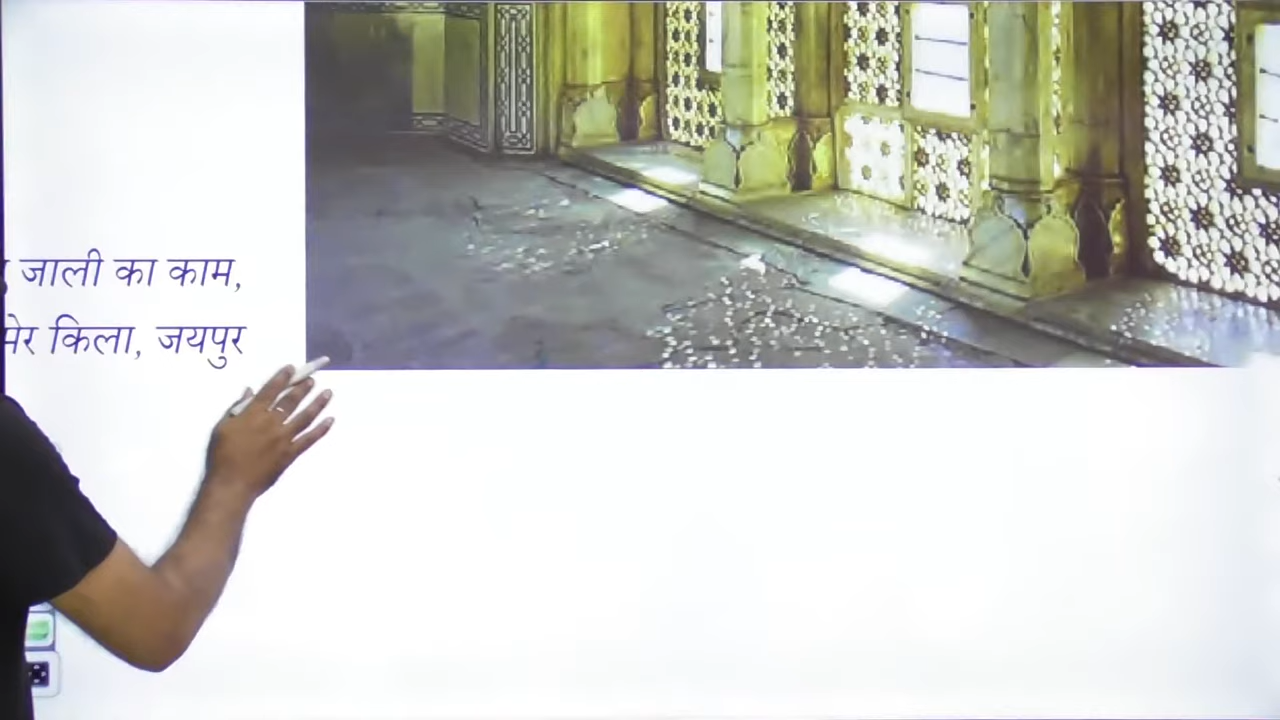 जाली का काम,
किला, जयपुर